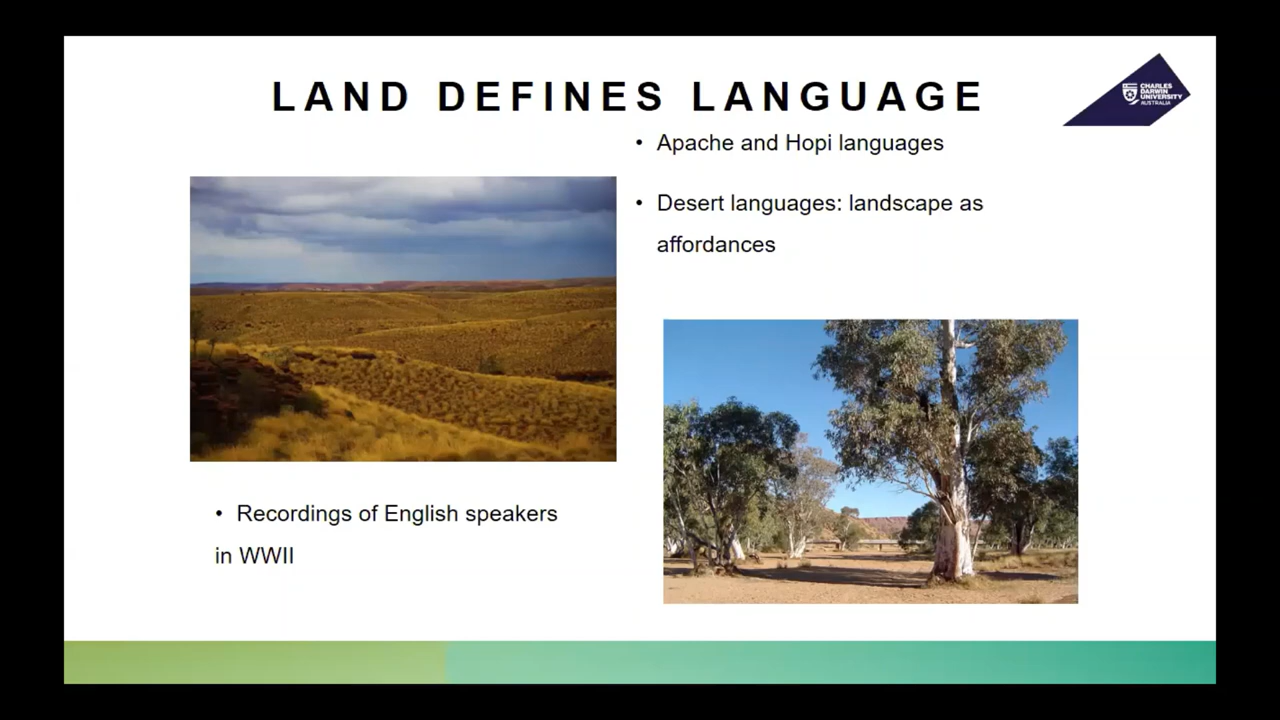 LAND DEFINES LANGUAGE
CHARLES
DARWIN
UNIVERSITY
AUSTRALIA
• Apache and Hopi languages
• Desert languages: landscape as
affordances
• Recordings of English speakers
in WWII